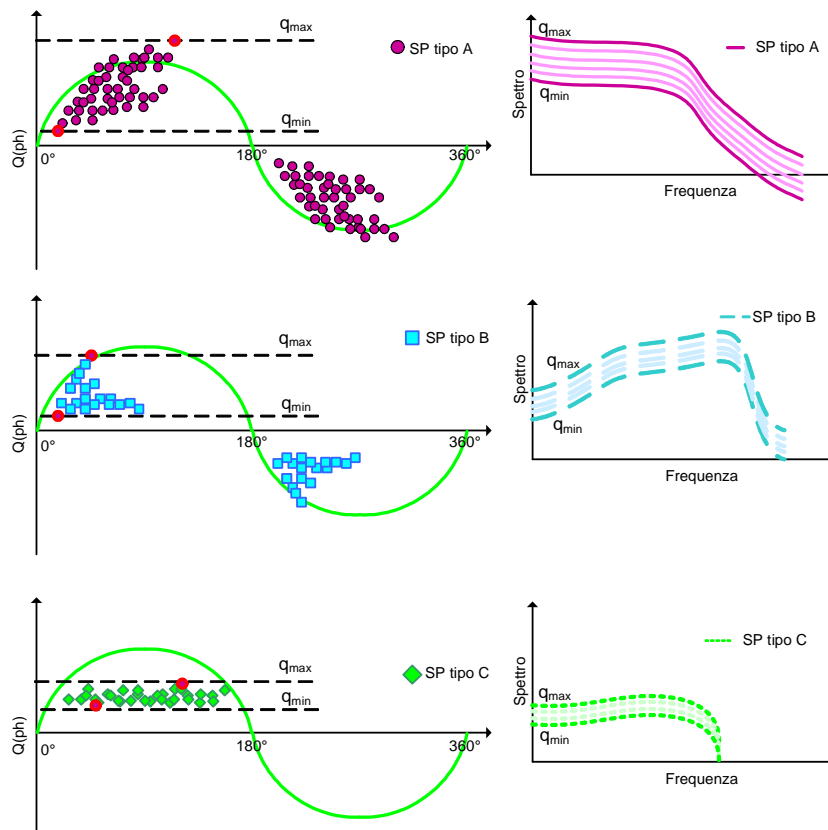 qmax
SP tipo A
qmin
Q(ph)
0°
180°
360°
SP tipo A
qmax
qmin
Spettro
Frequenza
qmax
SP tipo B
qmin
Q(ph)
0°
180°
360°
SP tipo B
qmax
qmin
Spettro
Frequenza
qmax
SP tipo C
qmin
Q(ph)
0°
180°
360°
SP tipo C
qmax
qmin
Spettro
Frequenza